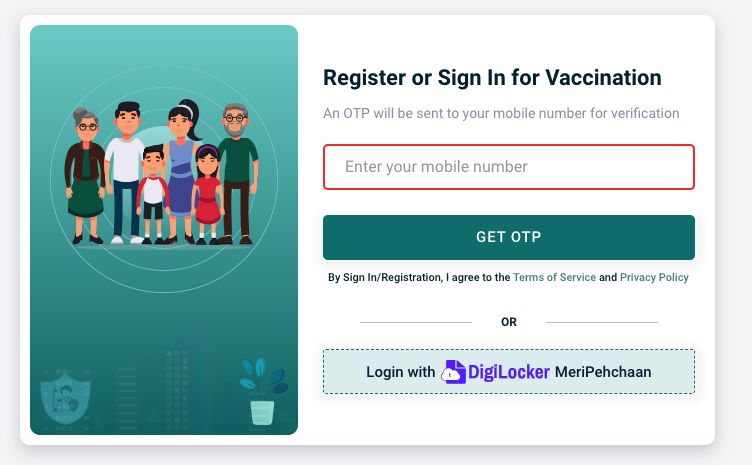 Register or Sign In for Vaccination
An OTP will be sent to your mobile number for verification
Enter your mobile number
GET OTP
By Sign In/Registration, I agree to the Terms of Service and Privacy Policy
OR
Login with DigiLocker MeriPehchaan